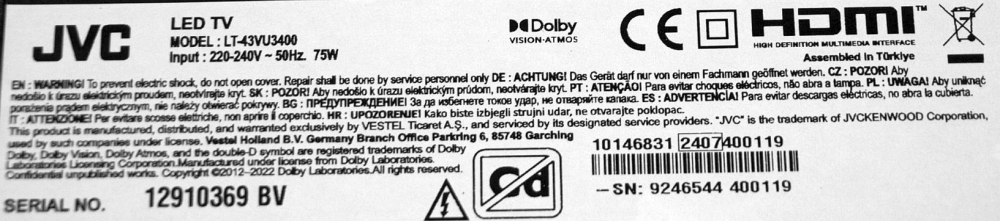 JVC
LED TV
MODEL : LT-43VU3400
Input : 220-240V ~ 50Hz. 75W
Dolby
VISION·ATMOS
CE
HDMI™
HIGH DEFINITION MULTIMEDIA INTERFACE
Assembled in Türkiye
EN : WARNING! To prevent electric shock, do not open cover. Repair shall be done by service personnel only DE : ACHTUNG! Das Gerät darf nur von einem Fachmann geöffnet werden. CZ : POZOR! Aby
nedošlo k úrazu elektrickým proudem, neotvírejte kryt. SK : POZOR! Aby nedošlo k úrazu elektrickým prúdom, neotvárajte kryt. PT : ATENÇÃO! Para evitar choques eléctricos, não abra a tampa. PL : UWAGA! Aby uniknąć
porażenia prądem elektrycznym, nie należy otwierać pokrywy. BG : ПРЕДУПРЕЖДЕНИЕ! За да избегнете токов удар, не отваряйте капака. ES : ADVERTENCIA! Para evitar descargas eléctricas, no abra la cubierta.
IT : ATTENZIONE! Per evitare scosse elettriche, non aprire il coperchio. HR : UPOZORENJE! Kako biste izbjegli strujni udar, ne otvarajte poklopac.
This product is manufactured, distributed, and warranted exclusively by VESTEL Ticaret A.Ş., and serviced by its designated service providers. "JVC" is the trademark of JVCKENWOOD Corporation,
used by such companies under license. Vestel Holland B.V. Germany Branch Office Parkring 6, 85748 Garching
Dolby, Dolby Vision, Dolby Atmos, and the double-D symbol are registered trademarks of Dolby
Laboratories Licensing Corporation.Manufactured under license from Dolby Laboratories.
Confidential unpublished works. Copyright ©2012-2022 Dolby Laboratories.All rights reserved.
SERIAL NO. 12910369 BV
Cd
10146831 2407400119
-SN: 9246544 400119